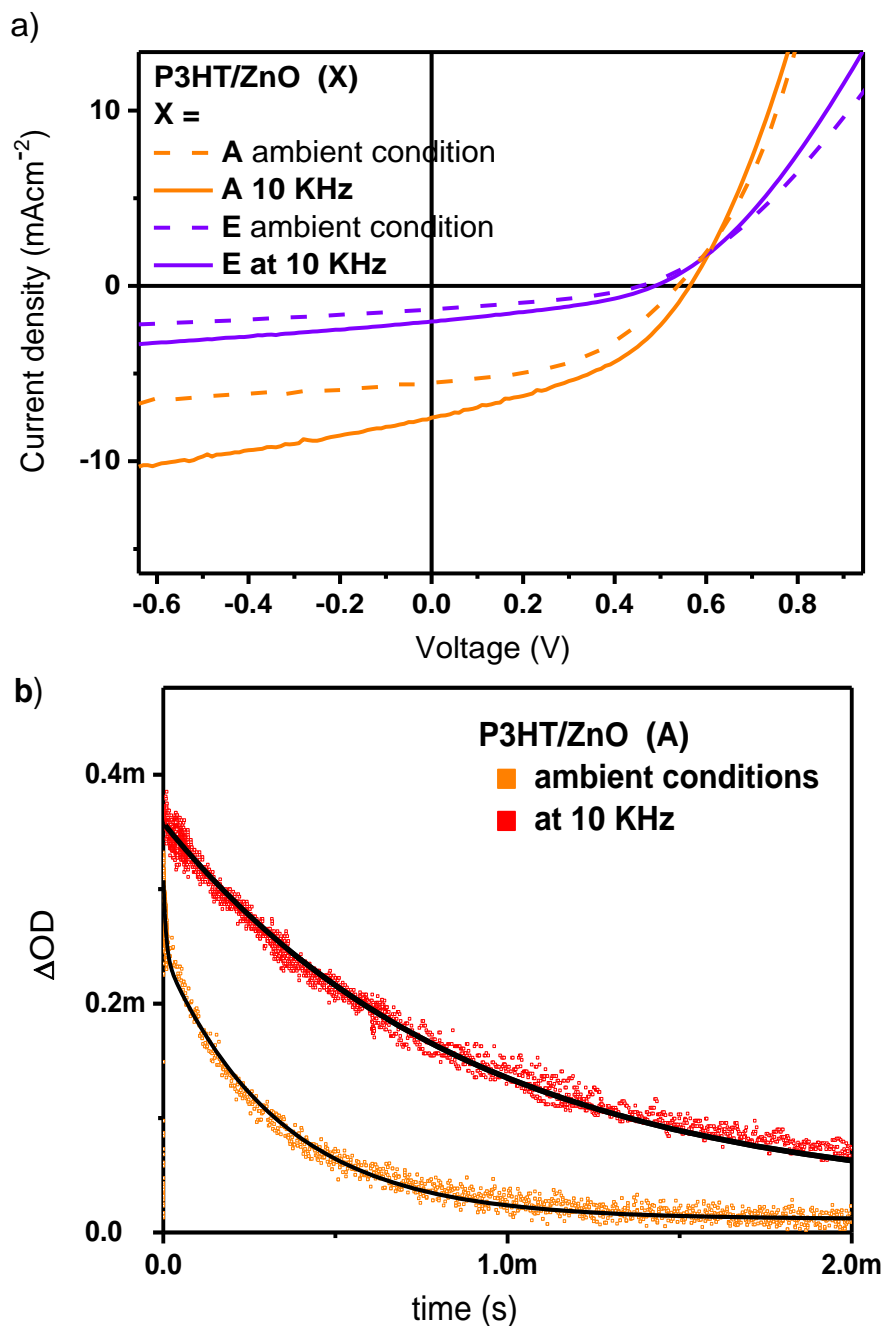 a)
P3HT/ZnO (X)
X =
A ambient condition
A 10 KHz
E ambient condition
E at 10 KHz
Current density (mAcm⁻²)
10
0
-10
-0.6 -0.4 -0.2 0.0 0.2 0.4 0.6 0.8
Voltage (V)
b)
P3HT/ZnO (A)
ambient conditions
at 10 KHz
ΔOD
0.4m
0.2m
0.0
0.0 1.0m 2.0m
time (s)